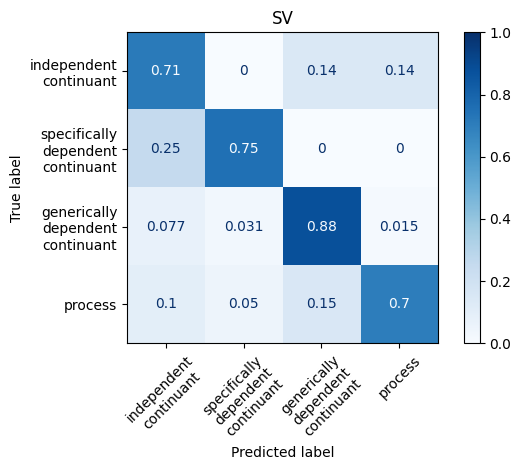 SV
True label
independent
continuant
specifically
dependent
continuant
generically
dependent
continuant
process
0.71 0 0.14 0.14
0.25 0.75 0 0
0.077 0.031 0.88 0.015
0.1 0.05 0.15 0.7
independent
continuant
specifically
dependent
continuant
generically
dependent
continuant
process
Predicted label
1.0
0.8
0.6
0.4
0.2
0.0